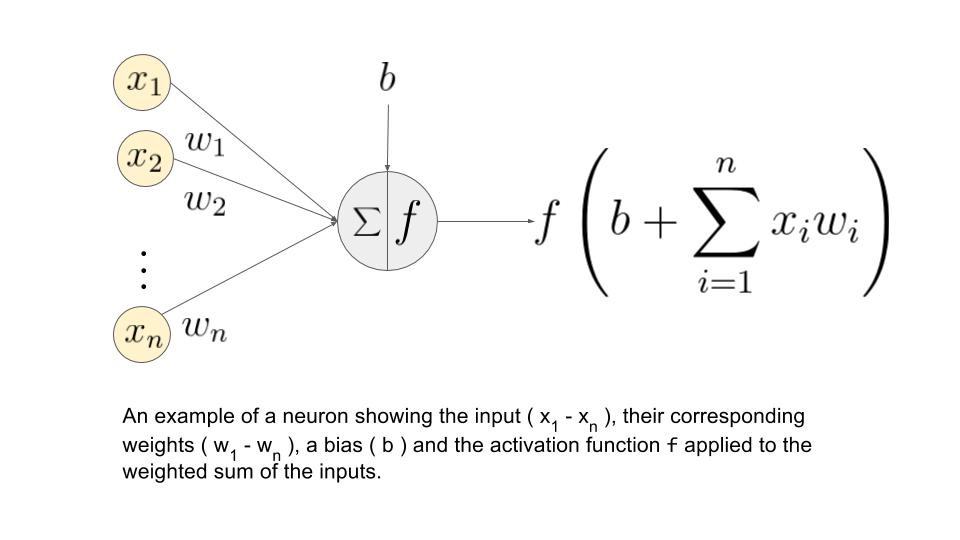 x₁
b
w₁
x₂
w₂
Σ f
f ( b + ∑ᵢ₌₁ⁿ xᵢwᵢ )
⋮
xₙ wₙ
An example of a neuron showing the input ( x₁ - xₙ ), their corresponding
weights ( w₁ - wₙ ), a bias ( b ) and the activation function f applied to the
weighted sum of the inputs.